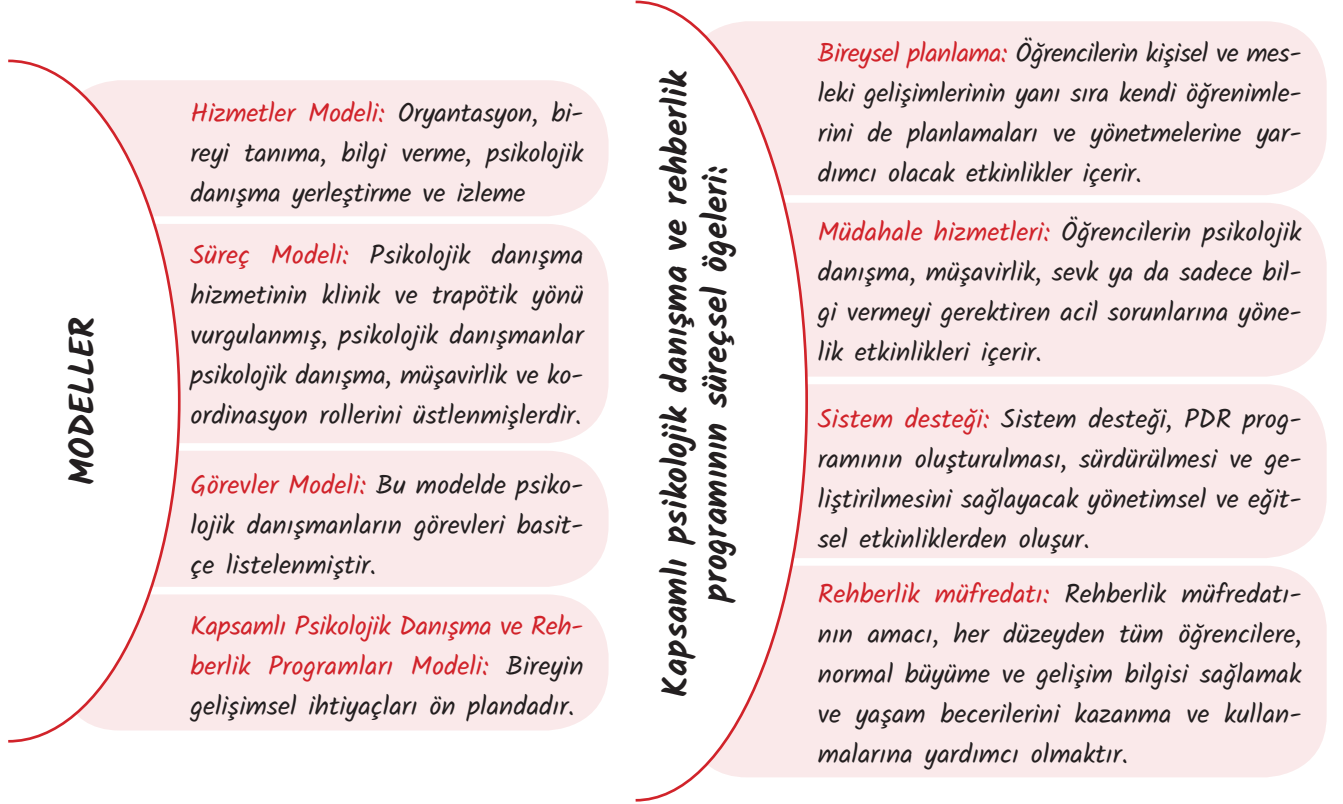 MODELLER
Hizmetler Modeli: Oryantasyon, bi-
reyi tanıma, bilgi verme, psikolojik
danışma yerleştirme ve izleme
Süreç Modeli: Psikolojik danışma
hizmetinin klinik ve trapötik yönü
vurgulanmış, psikolojik danışmanlar
psikolojik danışma, müşavirlik ve ko-
ordinasyon rollerini üstlenmişlerdir.
Görevler Modeli: Bu modelde psiko-
lojik danışmanların görevleri basit-
çe listelenmiştir.
Kapsamlı Psikolojik Danışma ve Reh-
berlik Programları Modeli: Bireyin
gelişimsel ihtiyaçları ön plandadır.
Kapsamlı psikolojik danışma ve rehberlik
programının süreçsel ögeleri:
Bireysel planlama: Öğrencilerin kişisel ve mes-
leki gelişimlerinin yanı sıra kendi öğrenimle-
rini de planlamaları ve yönetmelerine yar-
dımcı olacak etkinlikler içerir.
Müdahale hizmetleri: Öğrencilerin psikolojik
danışma, müşavirlik, sevk ya da sadece bil-
gi vermeyi gerektiren acil sorunlarına yöne-
lik etkinlikleri içerir.
Sistem desteği: Sistem desteği, PDR prog-
ramının oluşturulması, sürdürülmesi ve ge-
liştirilmesini sağlayacak yönetimsel ve eğit-
sel etkinliklerden oluşur.
Rehberlik müfredatı: Rehberlik müfredatı-
nın amacı, her düzeyden tüm öğrencilere,
normal büyüme ve gelişim bilgisi sağlamak
ve yaşam becerilerini kazanma ve kullan-
malarına yardımcı olmaktır.